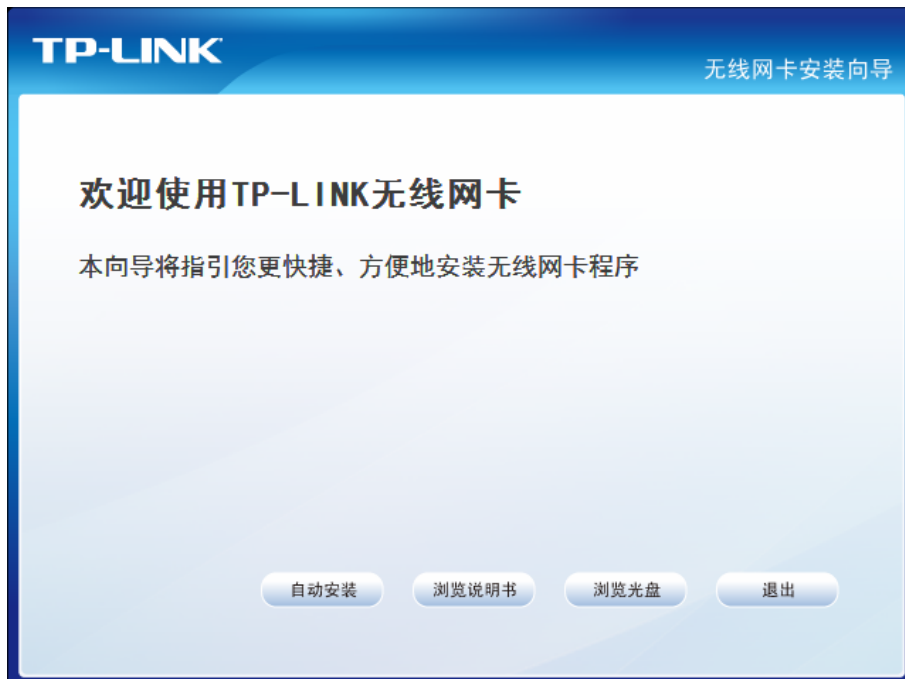 TP-LINK
无线网卡安装向导
欢迎使用TP-LINK无线网卡
本向导将指引您更快捷、方便地安装无线网卡程序
自动安装 浏览说明书 浏览光盘 退出